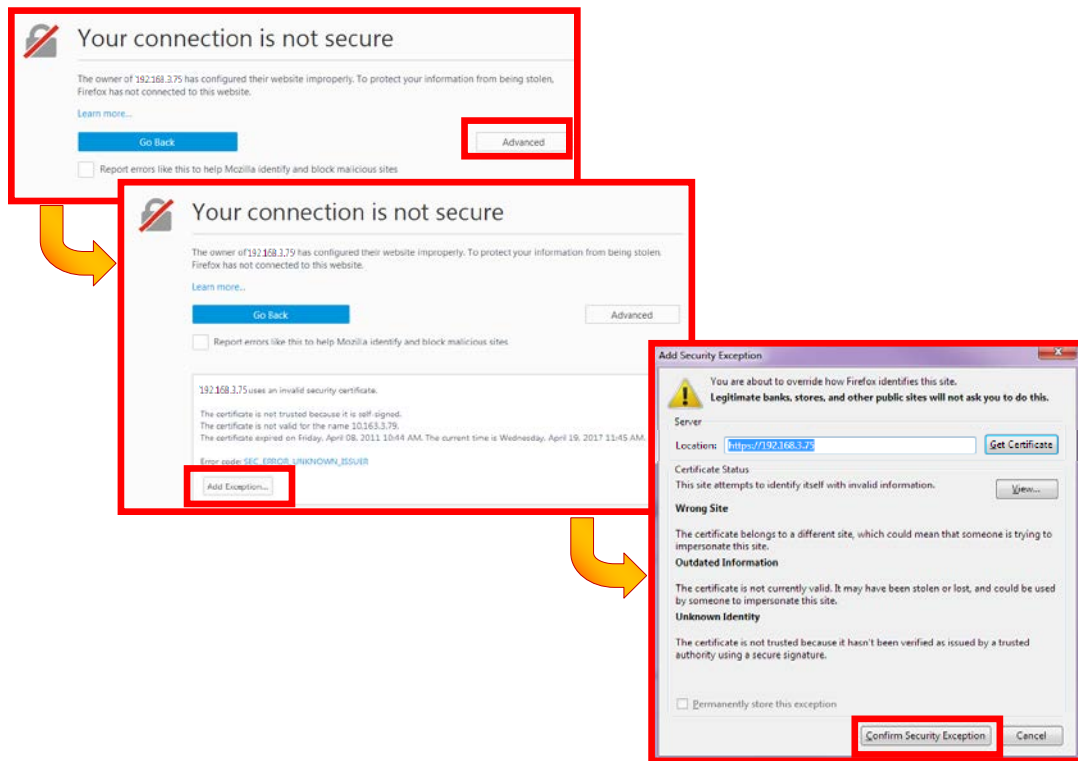 Your connection is not secure
The owner of 192.168.3.75 has configured their website improperly. To protect your information from being stolen,
Firefox has not connected to this website.
Learn more...
Go Back
Advanced
Report errors like this to help Mozilla identify and block malicious sites
Your connection is not secure
The owner of 192.168.3.75 has configured their website improperly. To protect your information from being stolen,
Firefox has not connected to this website.
Learn more...
Go Back
Advanced
Report errors like this to help Mozilla identify and block malicious sites
192.168.3.75 uses an invalid security certificate.
The certificate is not trusted because it is self-signed.
The certificate is not valid for the name 10.163.3.79.
The certificate expired on Friday, April 08, 2011 10:44 AM. The current time is Wednesday, April 19, 2017 11:45 AM.
Error code: SEC_ERROR_UNKNOWN_ISSUER
Add Exception...
Add Security Exception
You are about to override how Firefox identifies this site.
Legitimate banks, stores, and other public sites will not ask you to do this.
Server
Location: https://192.168.3.75
Get Certificate
Certificate Status
This site attempts to identify itself with invalid information.
View...
Wrong Site
The certificate belongs to a different site, which could mean that someone is trying to
impersonate this site.
Outdated Information
The certificate is not currently valid. It may have been stolen or lost, and could be used
by someone to impersonate this site.
Unknown Identity
The certificate is not trusted because it hasn't been verified as issued by a trusted
authority using a secure signature.
Permanently store this exception
Confirm Security Exception
Cancel